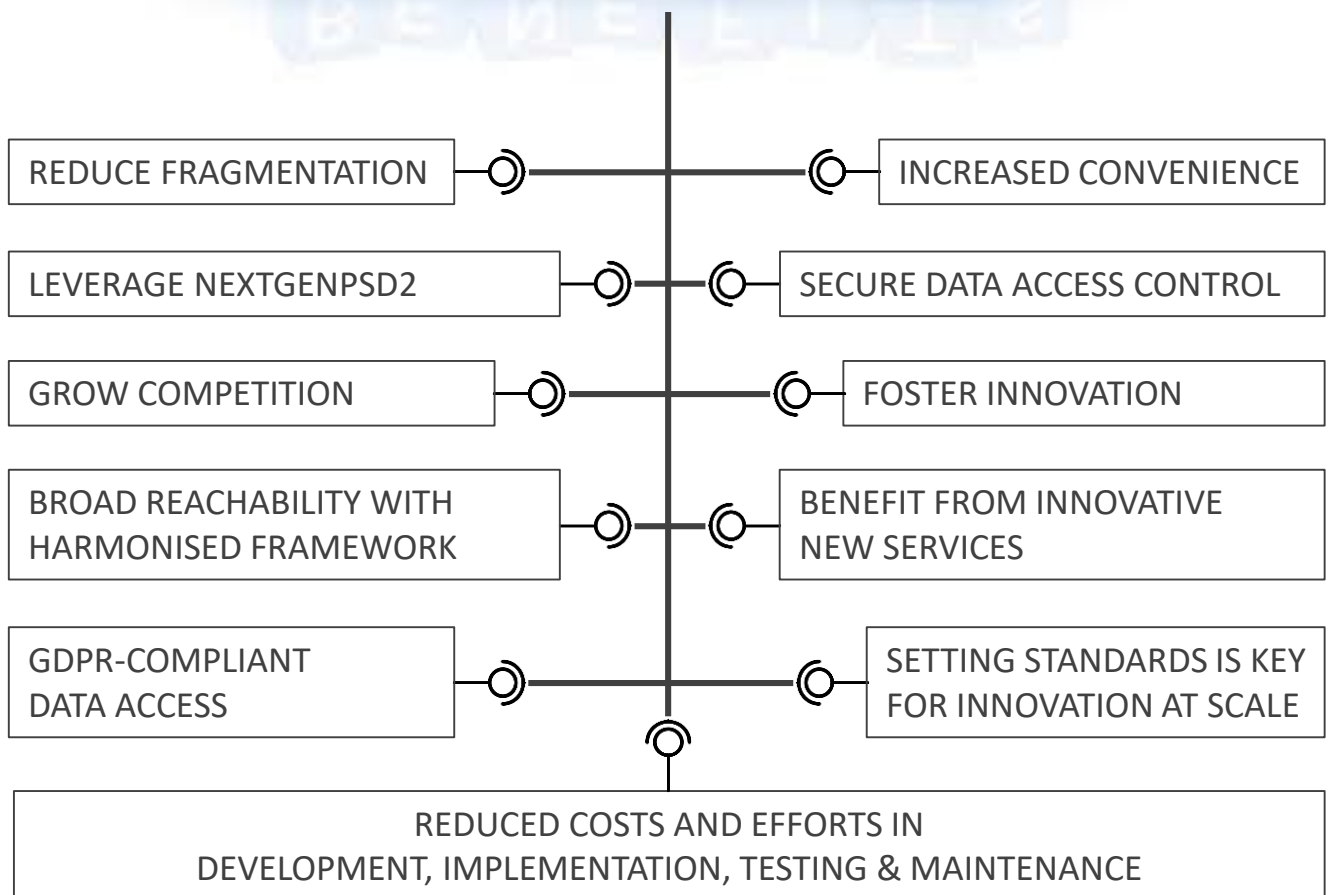 BENEFITS
REDUCE FRAGMENTATION
INCREASED CONVENIENCE
LEVERAGE NEXTGENPSD2
SECURE DATA ACCESS CONTROL
GROW COMPETITION
FOSTER INNOVATION
BROAD REACHABILITY WITH
HARMONISED FRAMEWORK
BENEFIT FROM INNOVATIVE
NEW SERVICES
GDPR-COMPLIANT
DATA ACCESS
SETTING STANDARDS IS KEY
FOR INNOVATION AT SCALE
REDUCED COSTS AND EFFORTS IN
DEVELOPMENT, IMPLEMENTATION, TESTING & MAINTENANCE